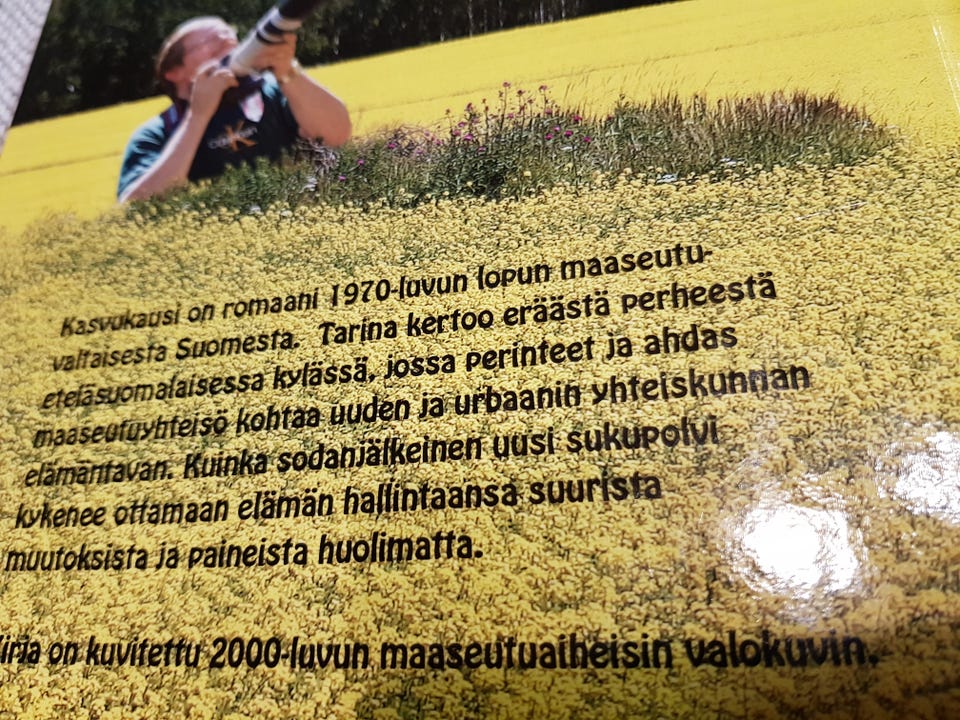 Kasvukausi on romaani 1970-luvun lopun maaseutu-
valtaisesta Suomesta. Tarina kertoo eräästä perheestä
eteläsuomalaisessa kylässä, jossa perinteet ja ahdas
maaseutuyhteisö kohtaa uuden ja urbaanin yhteiskunnan
elämäntavan. Kuinka sodanjälkeinen uusi sukupolvi
kykenee ottamaan elämän hallintaansa suurista
muutoksista ja paineista huolimatta.
on kuvitettu 2000-luvun maaseutuaiheisin valokuvin.